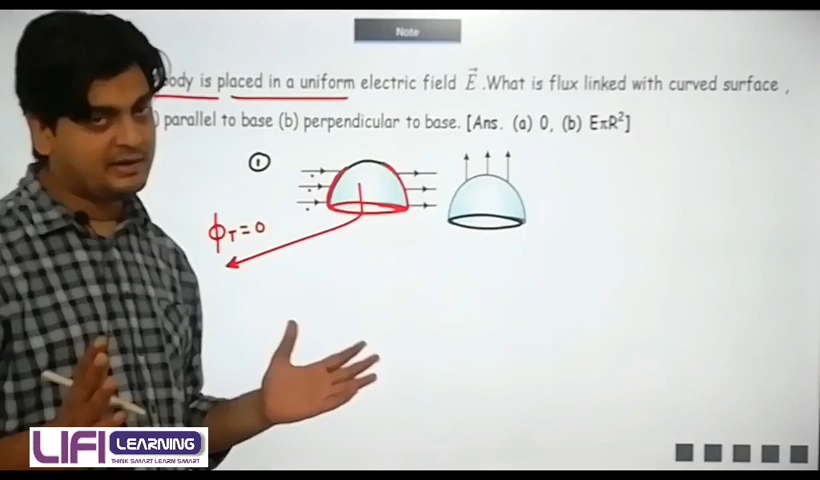 Note
body is placed in a uniform electric field E⃗ .What is flux linked with curved surface ,
) parallel to base (b) perpendicular to base. [Ans. (a) 0, (b) EπR²]
①
ϕT = 0
LIFI LEARNING
THINK SMART LEARN SMART